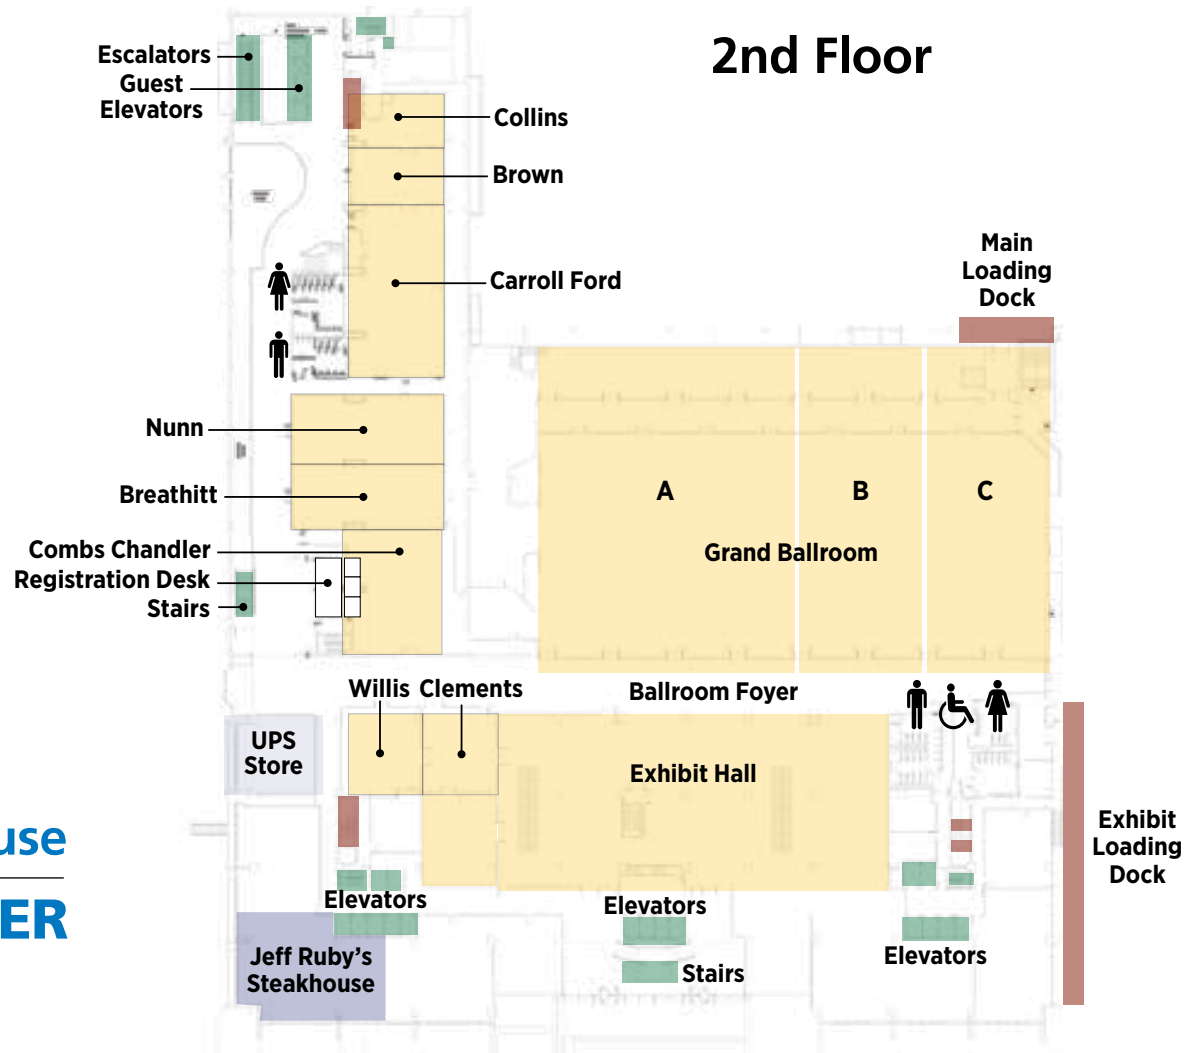 2nd Floor
Escalators
Guest
Elevators
Collins
Brown
Carroll Ford
Main
Loading
Dock
Nunn
Breathitt
Combs Chandler
Registration Desk
Stairs
A
B
C
Grand Ballroom
Willis
Clements
Ballroom Foyer
UPS
Store
Exhibit Hall
Exhibit
Loading
Dock
use
ER
Elevators
Elevators
Elevators
Stairs
Jeff Ruby's
Steakhouse